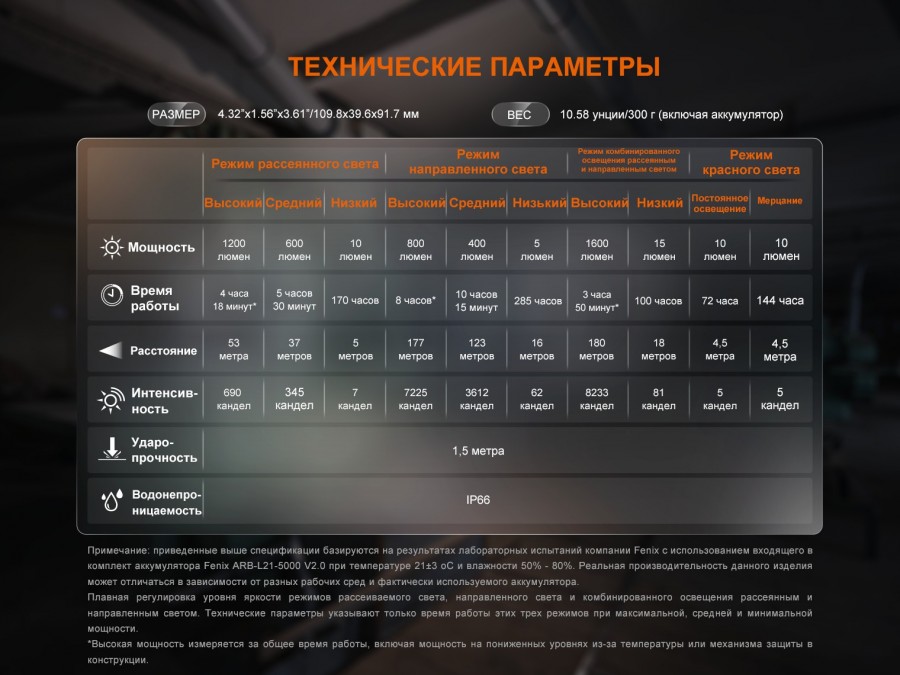 ТЕХНИЧЕСКИЕ ПАРАМЕТРЫ
РАЗМЕР 4.32"x1.56"x3.61"/109.8x39.6x91.7 мм ВЕС 10.58 унции/300 г (включая аккумулятор)
Режим рассеянного света Режим направленного света Режим комбинированного освещения рассеянным и направленным светом Режим красного света
Высокий Средний Низкий Высокий Средний Низький Высокий Низкий Постоянное освещение Мерцание
Мощность 1200 люмен 600 люмен 10 люмен 800 люмен 400 люмен 5 люмен 1600 люмен 15 люмен 10 люмен 10 люмен
Время работы 4 часа 18 минут* 5 часов 30 минут 170 часов 8 часов* 10 часов 15 минут 285 часов 3 часа 50 минут* 100 часов 72 часа 144 часа
Расстояние 53 метра 37 метров 5 метров 177 метров 123 метров 16 метров 180 метров 18 метров 4,5 метра 4,5 метра
Интенсив-ность 690 кандел 345 кандел 7 кандел 7225 кандел 3612 кандел 62 кандел 8233 кандел 81 кандел 5 кандел 5 кандел
Ударо-прочность 1,5 метра
Водонепро-ницаемость IP66
Примечание: приведенные выше спецификации базируются на результатах лабораторных испытаний компании Fenix с использованием входящего в
комплект аккумулятора Fenix ARB-L21-5000 V2.0 при температуре 21±3 oC и влажности 50% - 80%. Реальная производительность данного изделия
может отличаться в зависимости от разных рабочих сред и фактически используемого аккумулятора.
Плавная регулировка уровня яркости режимов рассеиваемого света, направленного света и комбинированного освещения рассеянным и
направленным светом. Технические параметры указывают только время работы этих трех режимов при максимальной, средней и минимальной
мощности.
*Высокая мощность измеряется за общее время работы, включая мощность на пониженных уровнях из-за температуры или механизма защиты в
конструкции.